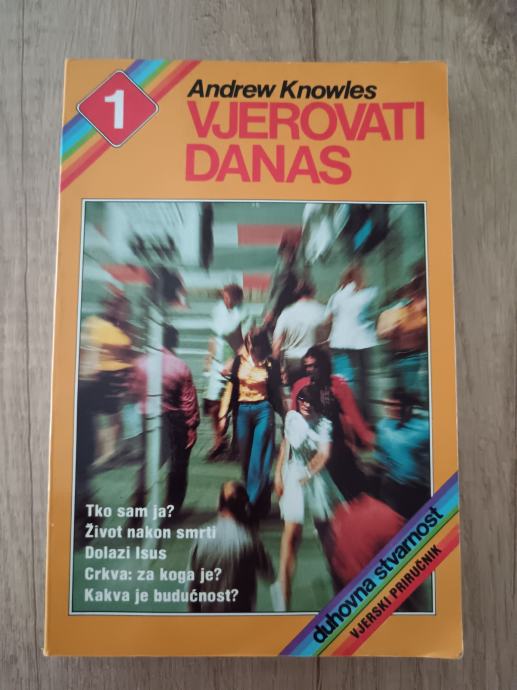 1
Andrew Knowles
VJEROVATI
DANAS
Tko sam ja?
Život nakon smrti
Dolazi Isus
Crkva: za koga je?
Kakva je budućnost?
duhovna stvarnost
VJERSKI PRIRUČNIK